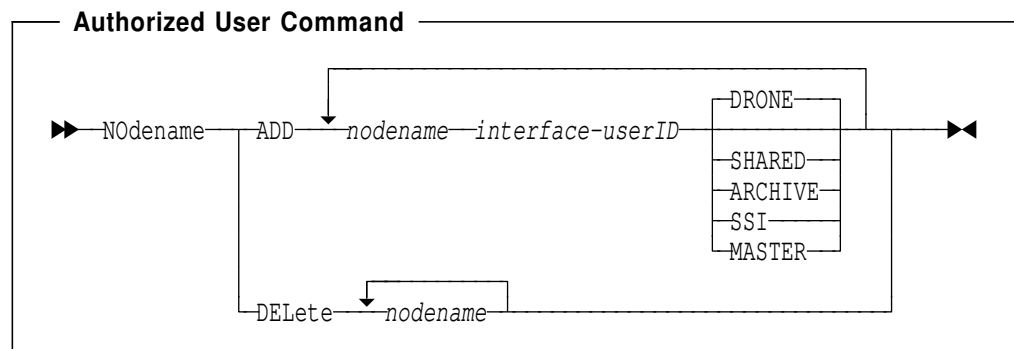 Authorized User Command
DRONE
NOdename ADD nodename interface-userID
SHARED
ARCHIVE
SSI
MASTER
DELete nodename